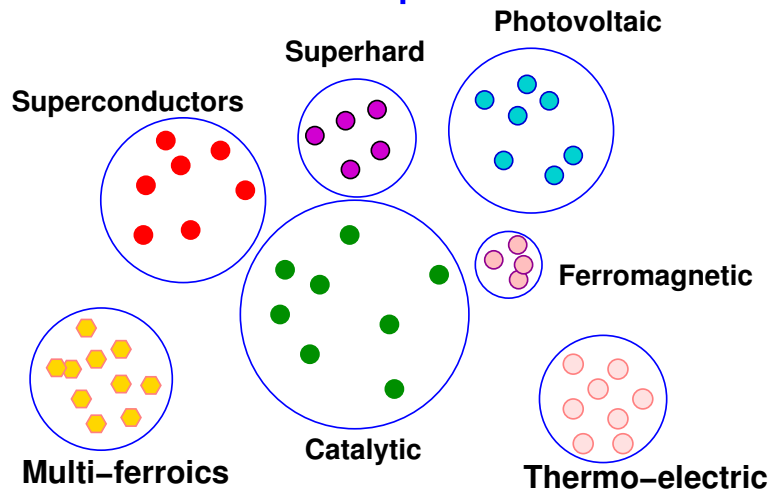 Photovoltaic
Superhard
Superconductors
Ferromagnetic
Catalytic
Multi−ferroics
Thermo−electric